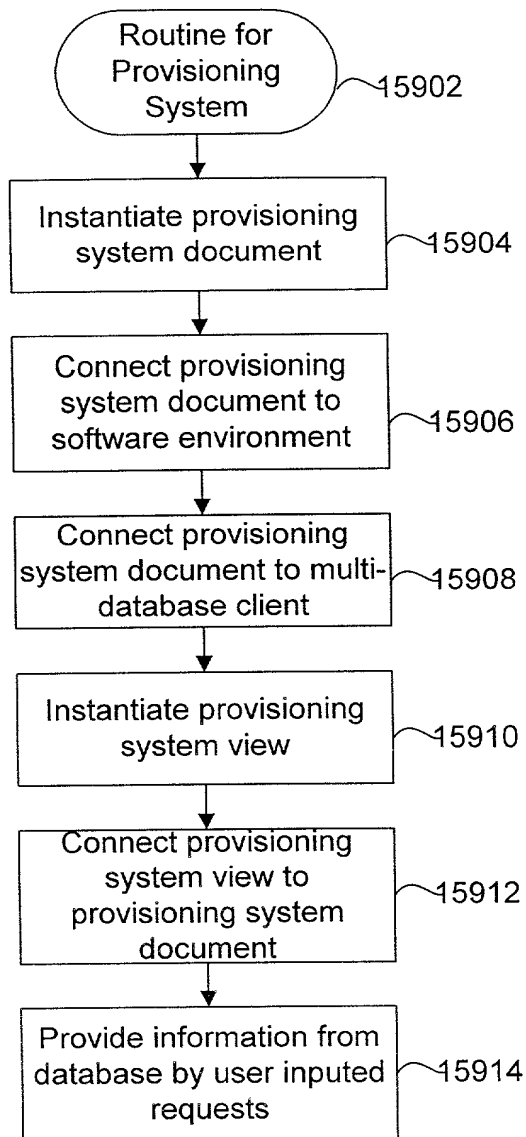 Routine for
Provisioning
System
15902
Instantiate provisioning
system document
15904
Connect provisioning
system document to
software environment
15906
Connect provisioning
system document to multi-
database client
15908
Instantiate provisioning
system view
15910
Connect provisioning
system view to
provisioning system
document
15912
Provide information from
database by user inputed
requests
15914